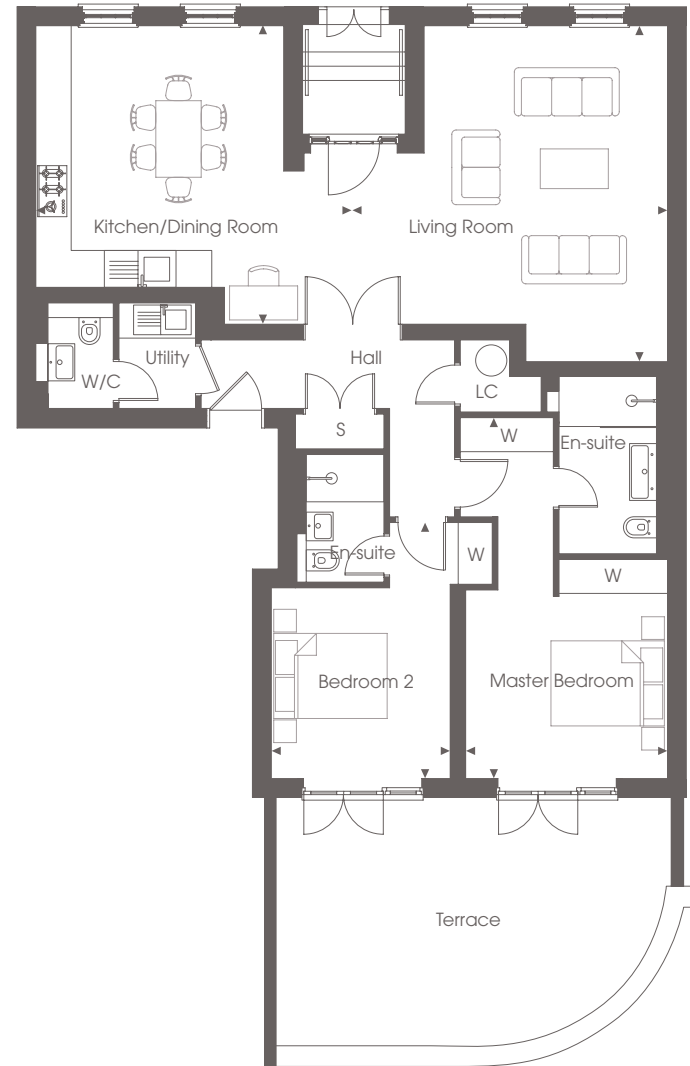 Kitchen/Dining Room
Living Room
Utility
Hall
W/C
LC
S
W
En-suite
En-suite
W
W
Bedroom 2
Master Bedroom
Terrace